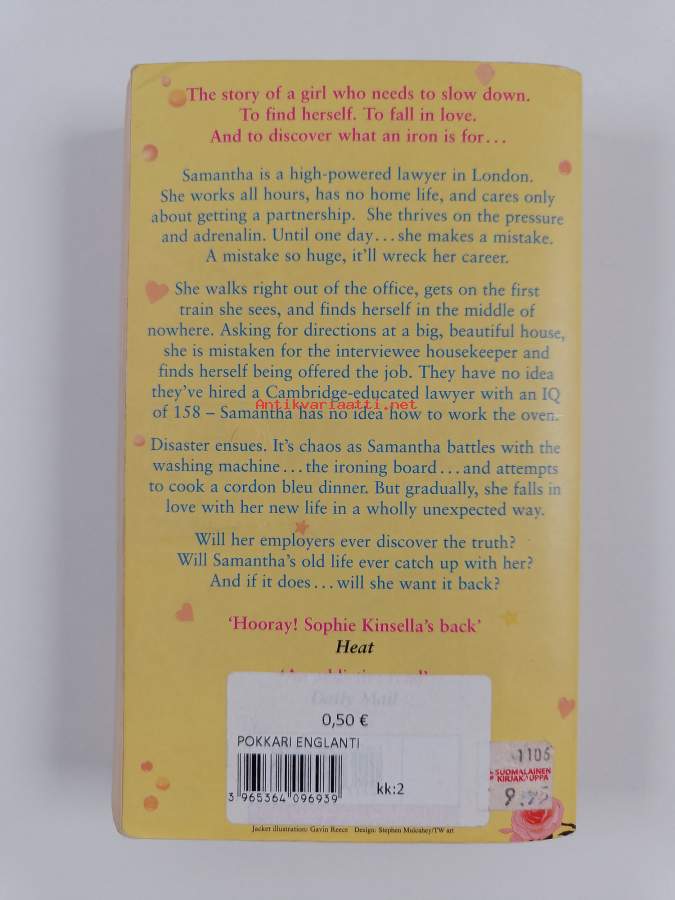 The story of a girl who needs to slow down.
To find herself. To fall in love.
And to discover what an iron is for...
Samantha is a high-powered lawyer in London.
She works all hours, has no home life, and cares only
about getting a partnership. She thrives on the pressure
and adrenalin. Until one day...she makes a mistake.
A mistake so huge, it'll wreck her career.
She walks right out of the office, gets on the first
train she sees, and finds herself in the middle of
nowhere. Asking for directions at a big, beautiful house,
she is mistaken for the interviewee housekeeper and
finds herself being offered the job. They have no idea
they've hired a Cambridge-educated lawyer with an IQ
Antikvariaatti.net
of 158 – Samantha has no idea how to work the oven.
Disaster ensues. It's chaos as Samantha battles with the
washing machine...the ironing board...and attempts
to cook a cordon bleu dinner. But gradually, she falls in
love with her new life in a wholly unexpected way.
Will her employers ever discover the truth?
Will Samantha's old life ever catch up with her?
And if it does...will she want it back?
'Hooray! Sophie Kinsella's back'
Heat
Daily Mail
0,50 €
POKKARI ENGLANTI
3 965364 096939
kk:2
1105
SUOMALAINEN
KIRJAKAUPPA
9.95
Jacket illustration: Gavin Reece Design: Stephen Mulcahey/TW art